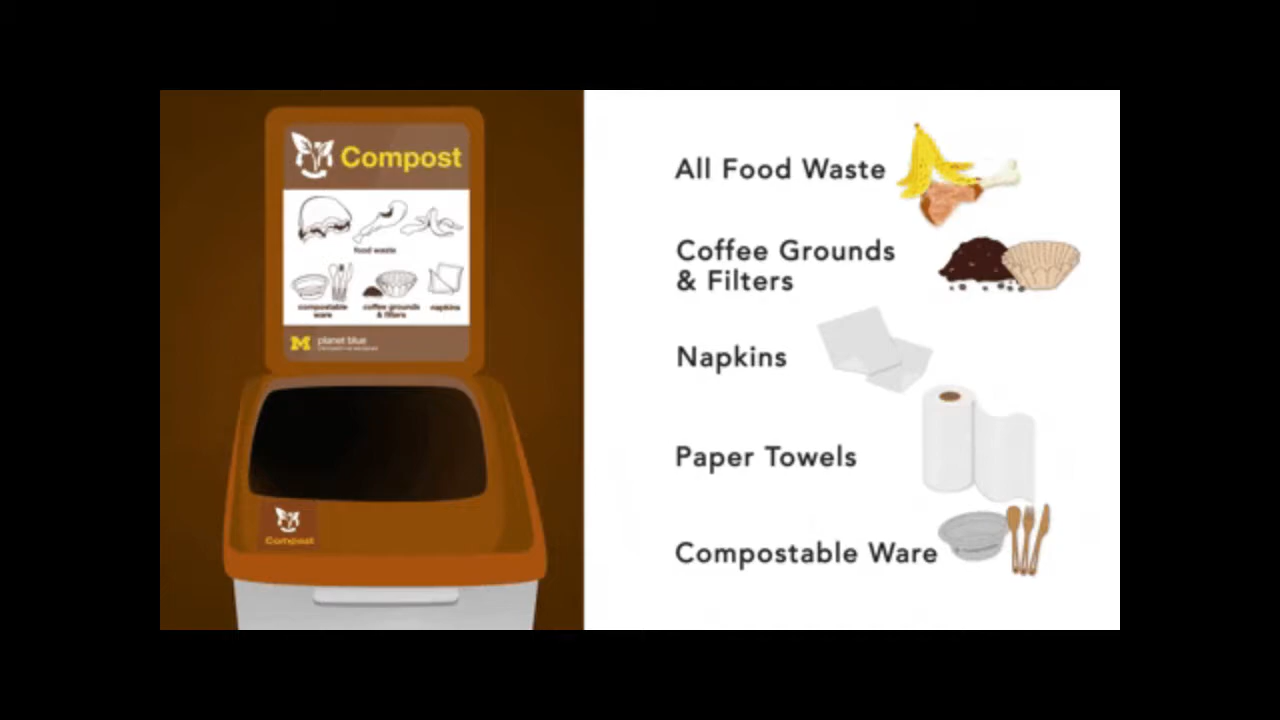 Compost
food waste
compostable
ware
coffee grounds
& filters
napkins
M
planet blue
Compost
All Food Waste
Coffee Grounds
& Filters
Napkins
Paper Towels
Compostable Ware